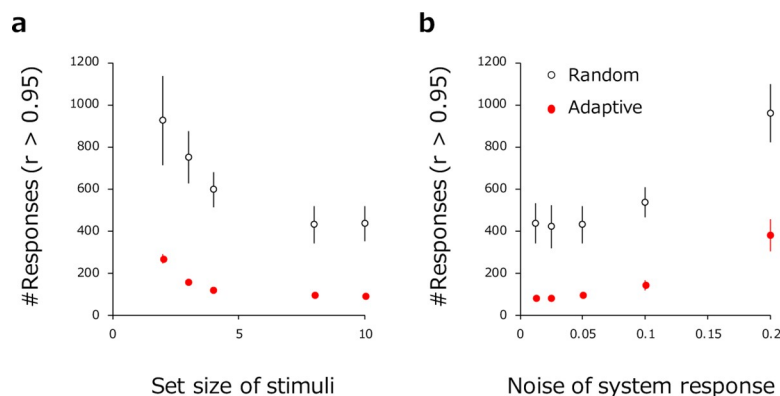 a
#Responses (r > 0.95)
1200
1000
800
600
400
200
0
0
5
10
Set size of stimuli
b
#Responses (r > 0.95)
1200
1000
800
600
400
200
0
Random
Adaptive
0
0.05
0.1
0.15
0.2
Noise of system response